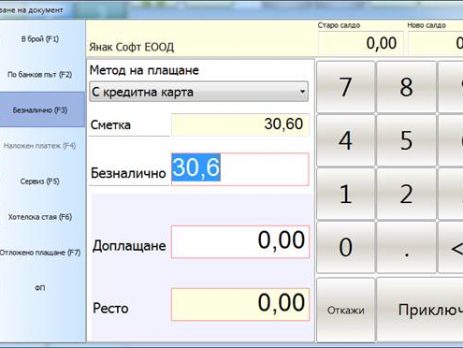 ване на документ
В брой (F1)
По банков път (F2)
Безналично (F3)
Наложен платеж (F4)
Сервиз (F5)
Хотелска стая (F6)
Отложено плащане (F7)
ФП
Янак Софт ЕООД
Старо салдо
Ново салдо
0,00
0,
Метод на плащане
С кредитна карта
Сметка
30,60
Безналично
30,6
Доплащане
0,00
Ресто
0,00
7 8
4 5 6
1 2
0 . <
Откажи
Приключ